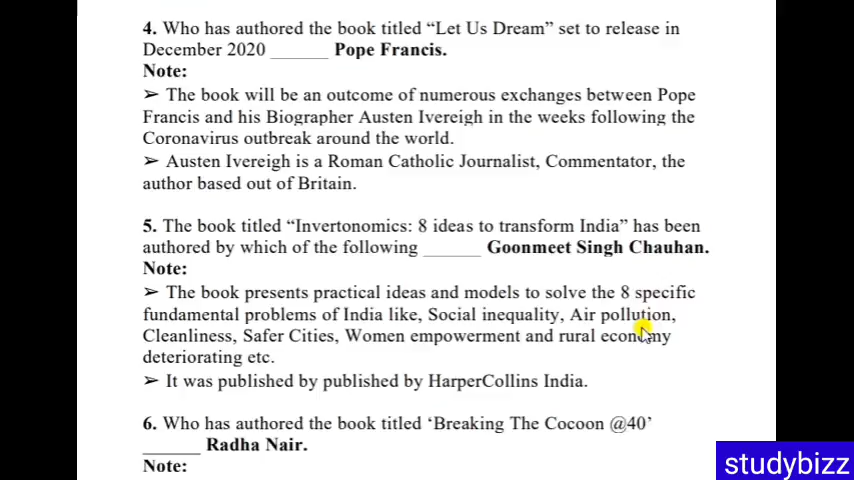 4. Who has authored the book titled “Let Us Dream” set to release in
December 2020 ______ Pope Francis.
Note:
➢ The book will be an outcome of numerous exchanges between Pope
Francis and his Biographer Austen Ivereigh in the weeks following the
Coronavirus outbreak around the world.
➢ Austen Ivereigh is a Roman Catholic Journalist, Commentator, the
author based out of Britain.
5. The book titled “Invertonomics: 8 ideas to transform India” has been
authored by which of the following ______ Goonmeet Singh Chauhan.
Note:
➢ The book presents practical ideas and models to solve the 8 specific
fundamental problems of India like, Social inequality, Air pollution,
Cleanliness, Safer Cities, Women empowerment and rural economy
deteriorating etc.
➢ It was published by published by HarperCollins India.
6. Who has authored the book titled ‘Breaking The Cocoon @40’
______ Radha Nair.
Note:
studybizz